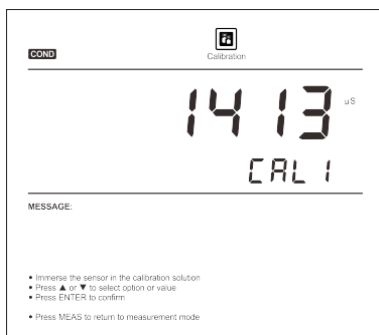 COND
Calibration
1413 µS
CAL 1
MESSAGE:
• Immerse the sensor in the calibration solution
• Press ▲ or ▼ to select option or value
• Press ENTER to confirm
• Press MEAS to return to measurement mode